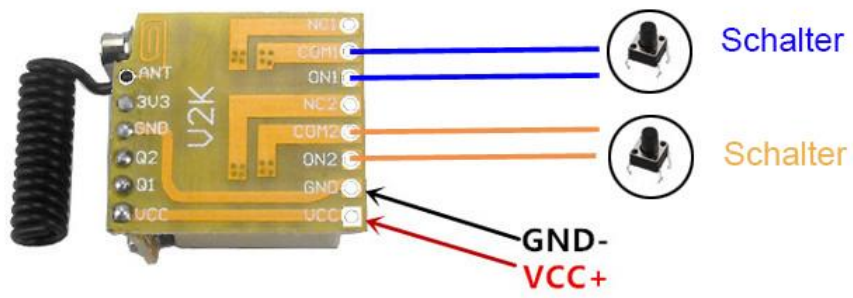 NC1
COM1
ON1
NC2
COM2
ON2
GND
VCC
ANT
3V3
GND
Q2
Q1
VCC
V2K
Schalter
Schalter
GND-
VCC+